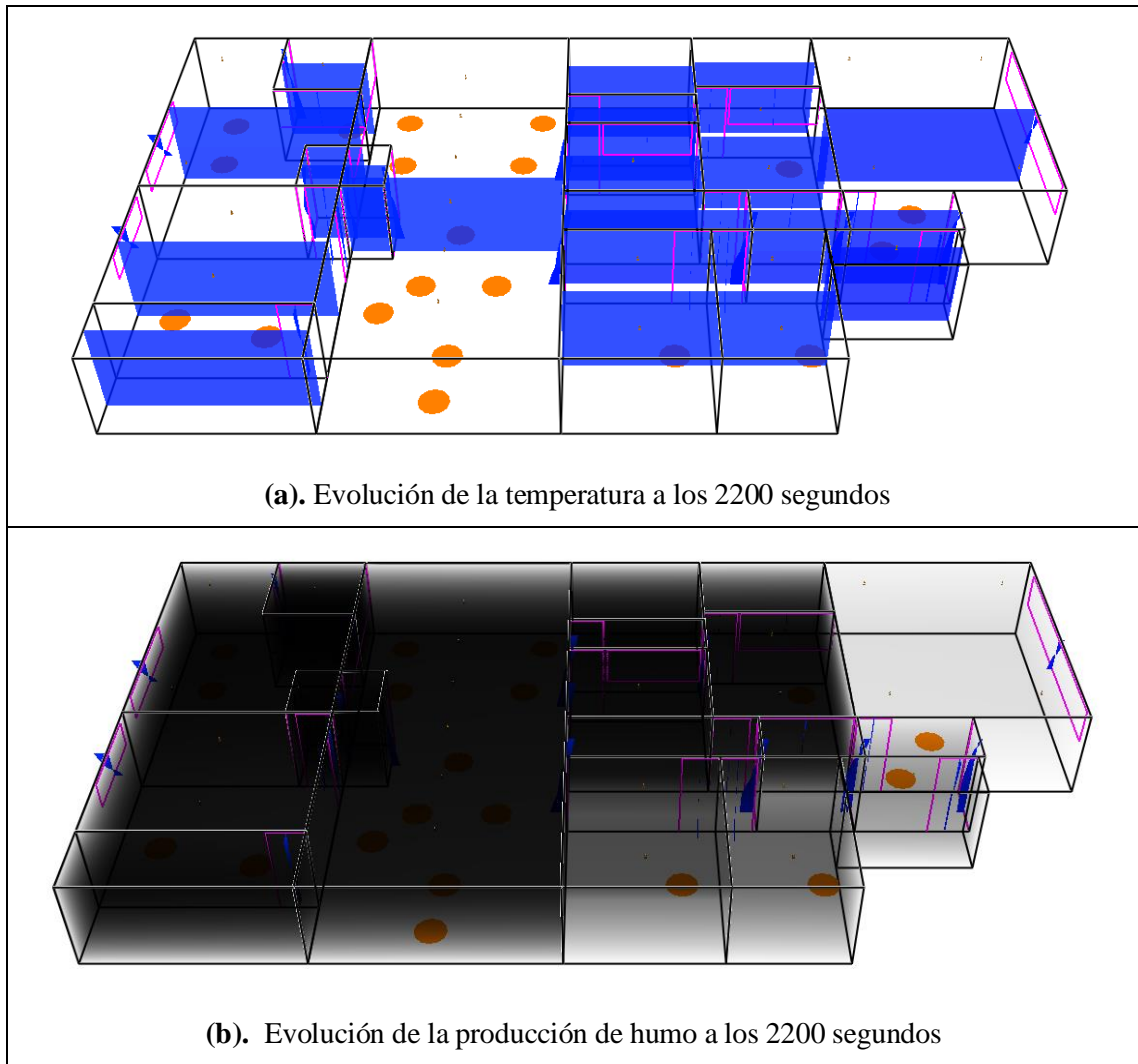 (a). Evolución de la temperatura a los 2200 segundos
(b). Evolución de la producción de humo a los 2200 segundos